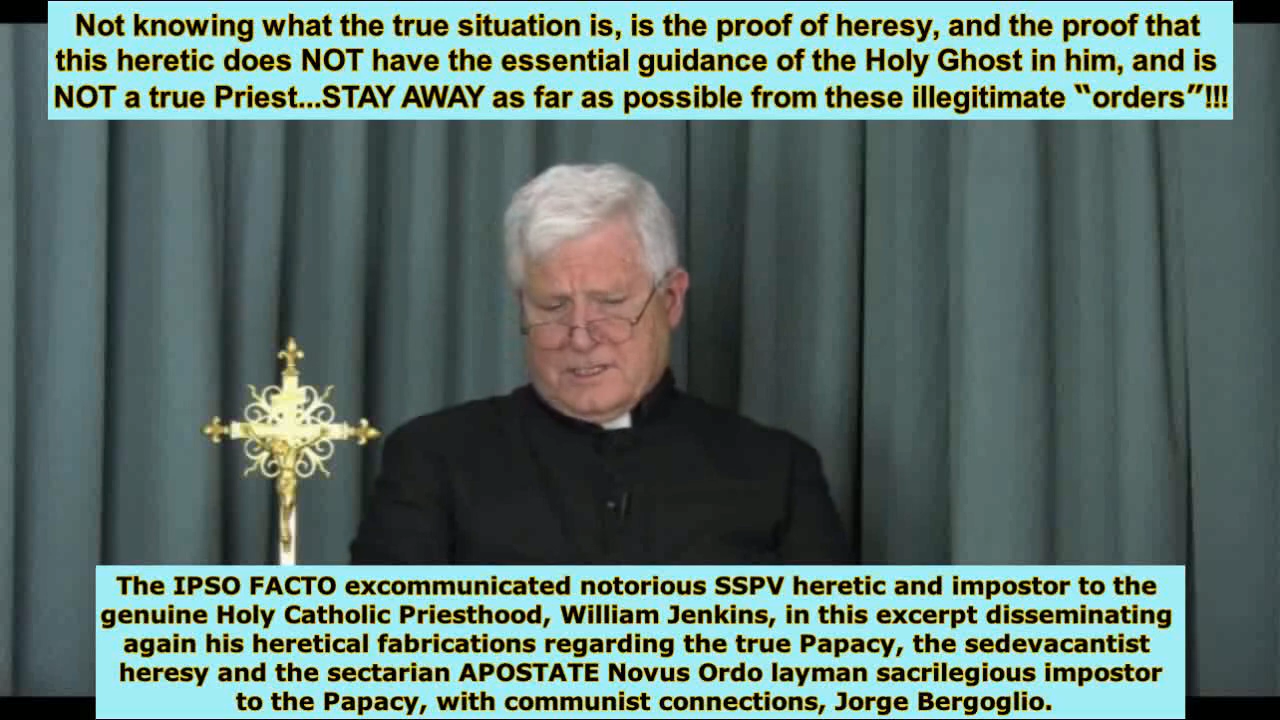 Not knowing what the true situation is, is the proof of heresy, and the proof that
this heretic does NOT have the essential guidance of the Holy Ghost in him, and is
NOT a true Priest...STAY AWAY as far as possible from these illegitimate “orders”!!!
The IPSO FACTO excommunicated notorious SSPV heretic and impostor to the
genuine Holy Catholic Priesthood, William Jenkins, in this excerpt disseminating
again his heretical fabrications regarding the true Papacy, the sedevacantist
heresy and the sectarian APOSTATE Novus Ordo layman sacrilegious impostor
to the Papacy, with communist connections, Jorge Bergoglio.